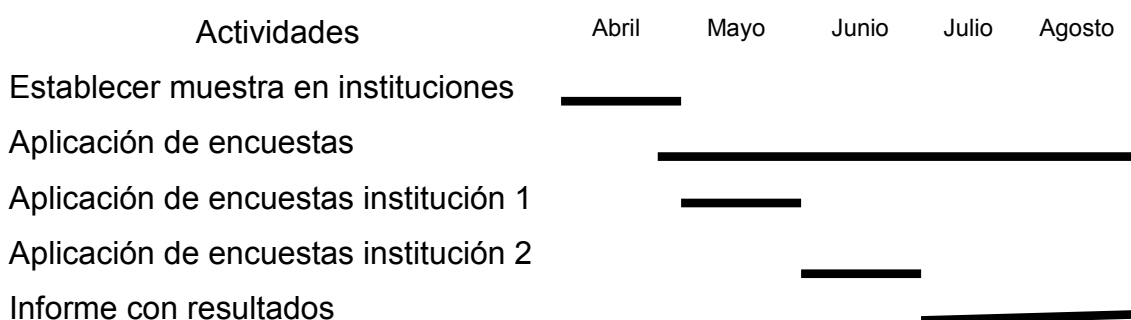 Actividades Abril Mayo Junio Julio Agosto
Establecer muestra en instituciones
Aplicación de encuestas
Aplicación de encuestas institución 1
Aplicación de encuestas institución 2
Informe con resultados